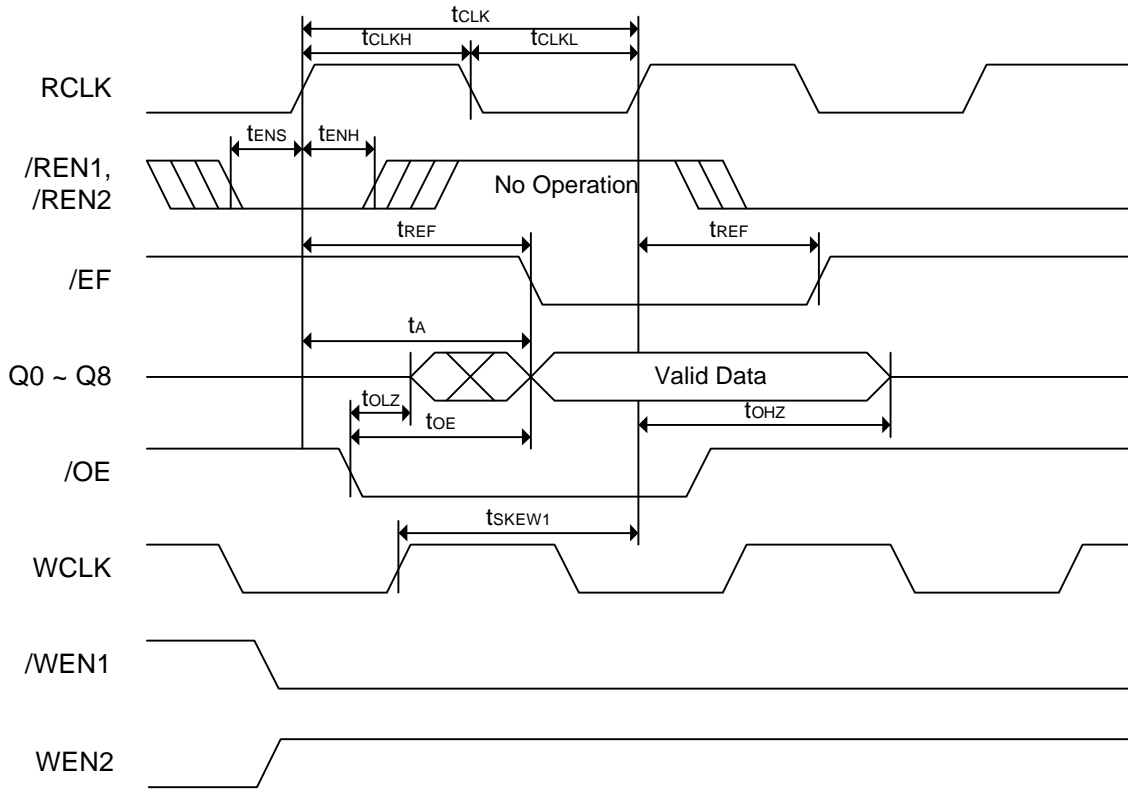 tCLK
tCLKH tCLKL
RCLK
tENS tENH
/REN1,
/REN2
No Operation
tREF tREF
/EF
tA
Q0 ~ Q8
Valid Data
tOLZ
tOE
tOHZ
/OE
tSKEW1
WCLK
/WEN1
WEN2